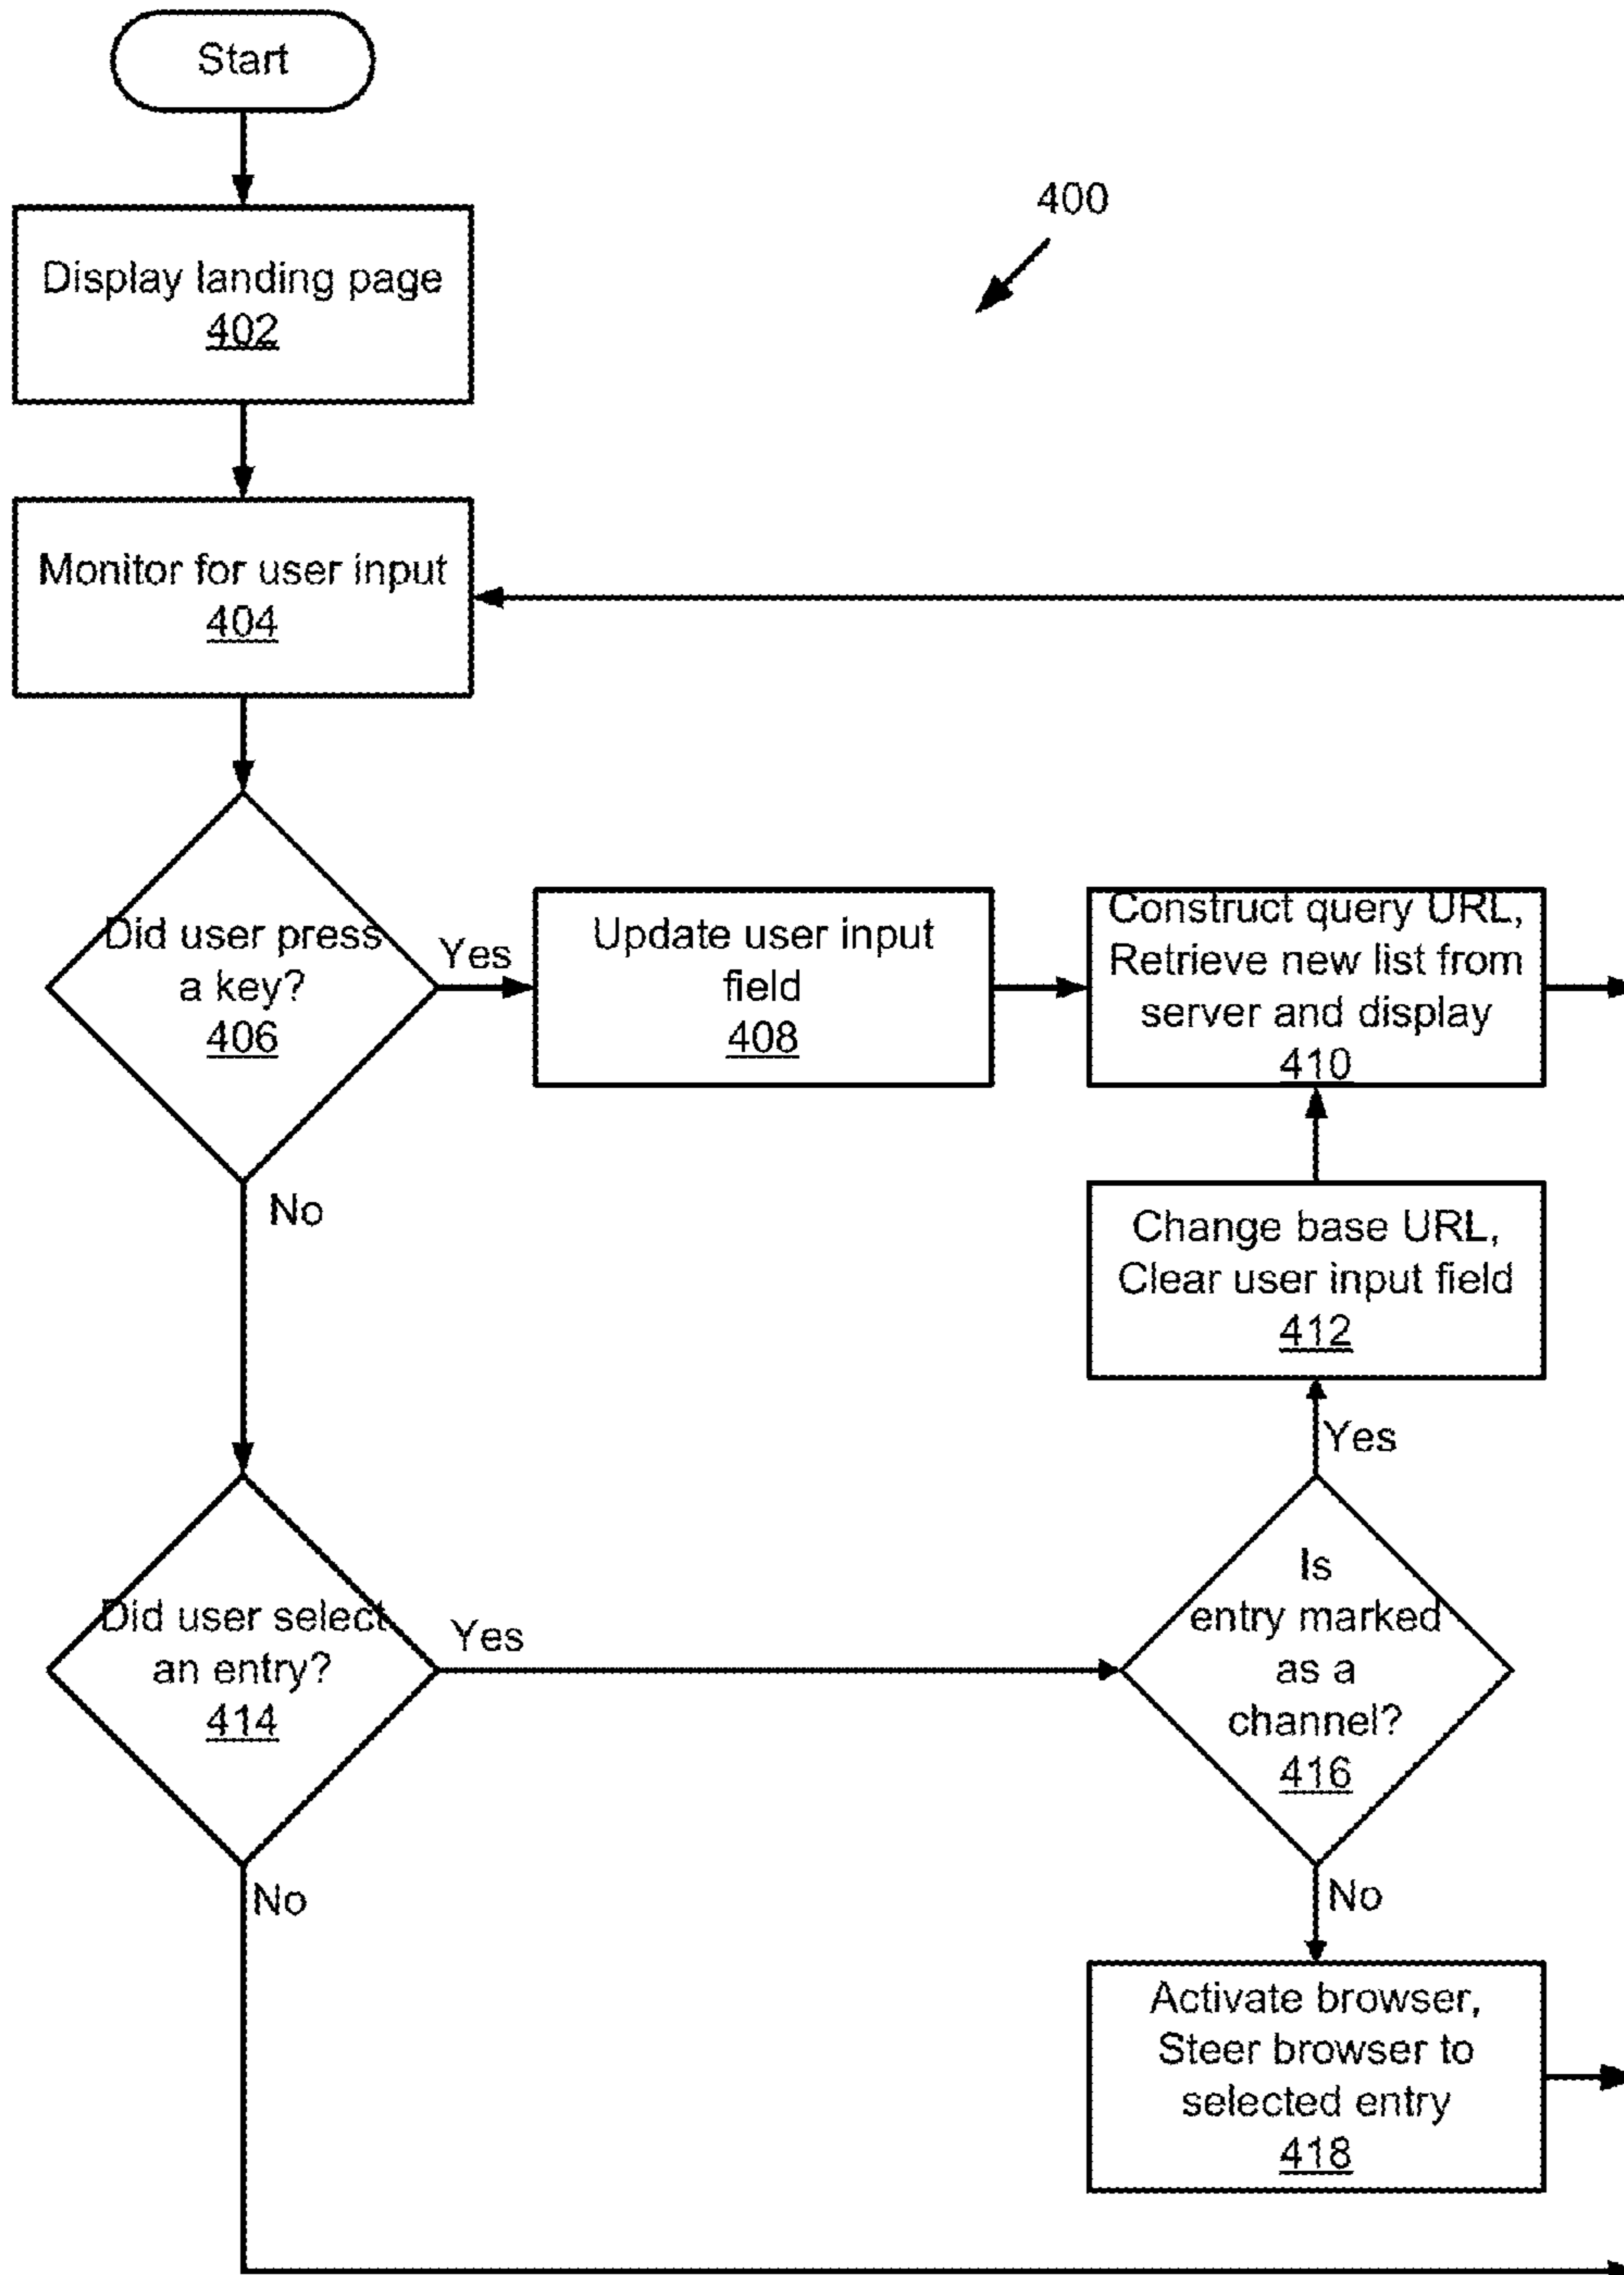 Start
400
Display landing page
402
Monitor for user input
404
Did user press
a key?
406
Yes
Update user input
field
408
Construct query URL,
Retrieve new list from
server and display
410
No
Change base URL,
Clear user input field
412
Yes
Did user select
an entry?
414
Yes
Is
entry marked
as a
channel?
416
No
No
Activate browser,
Steer browser to
selected entry
418